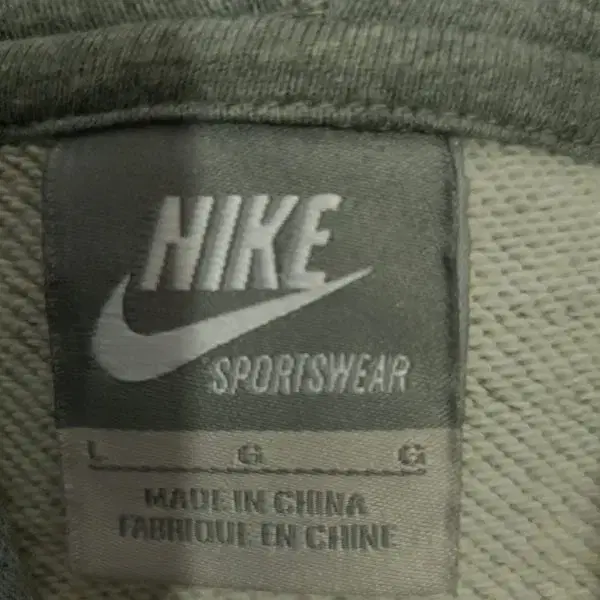 NIKE
SPORTSWEAR
L G G
MADE IN CHINA
FABRIQUE EN CHINE